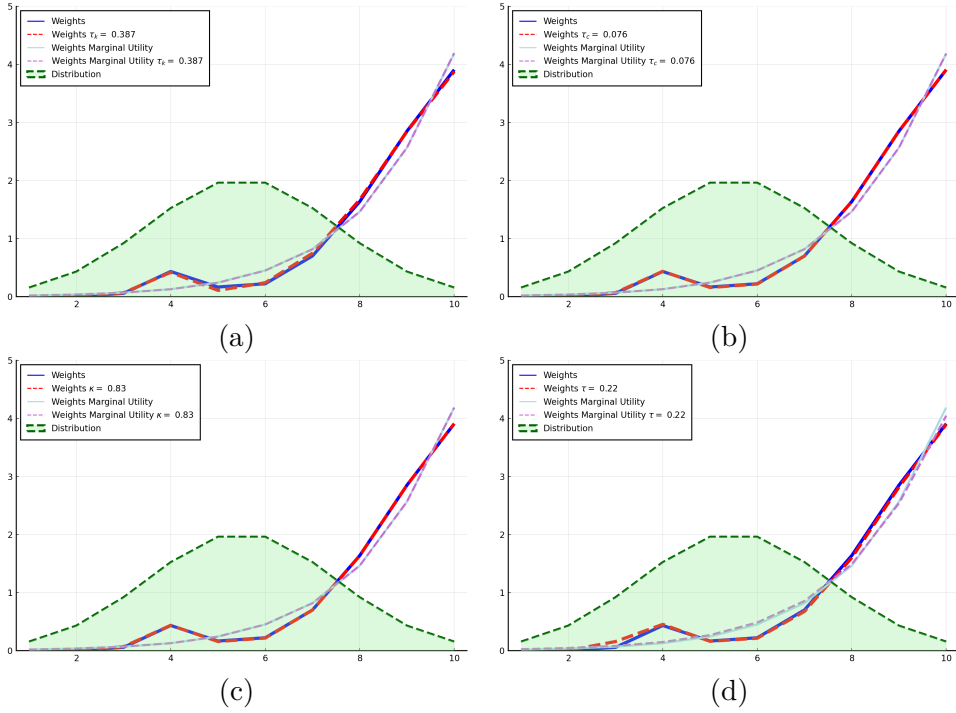 5
4
3
2
1
0
2
4
6
8
10
Weights
Weights τₖ = 0.387
Weights Marginal Utility
Weights Marginal Utility τₖ = 0.387
Distribution
(a)
5
4
3
2
1
0
2
4
6
8
10
Weights
Weights τ_c = 0.076
Weights Marginal Utility
Weights Marginal Utility τ_c = 0.076
Distribution
(b)
5
4
3
2
1
0
2
4
6
8
10
Weights
Weights κ = 0.83
Weights Marginal Utility
Weights Marginal Utility κ = 0.83
Distribution
(c)
5
4
3
2
1
0
2
4
6
8
10
Weights
Weights τ = 0.22
Weights Marginal Utility
Weights Marginal Utility τ = 0.22
Distribution
(d)